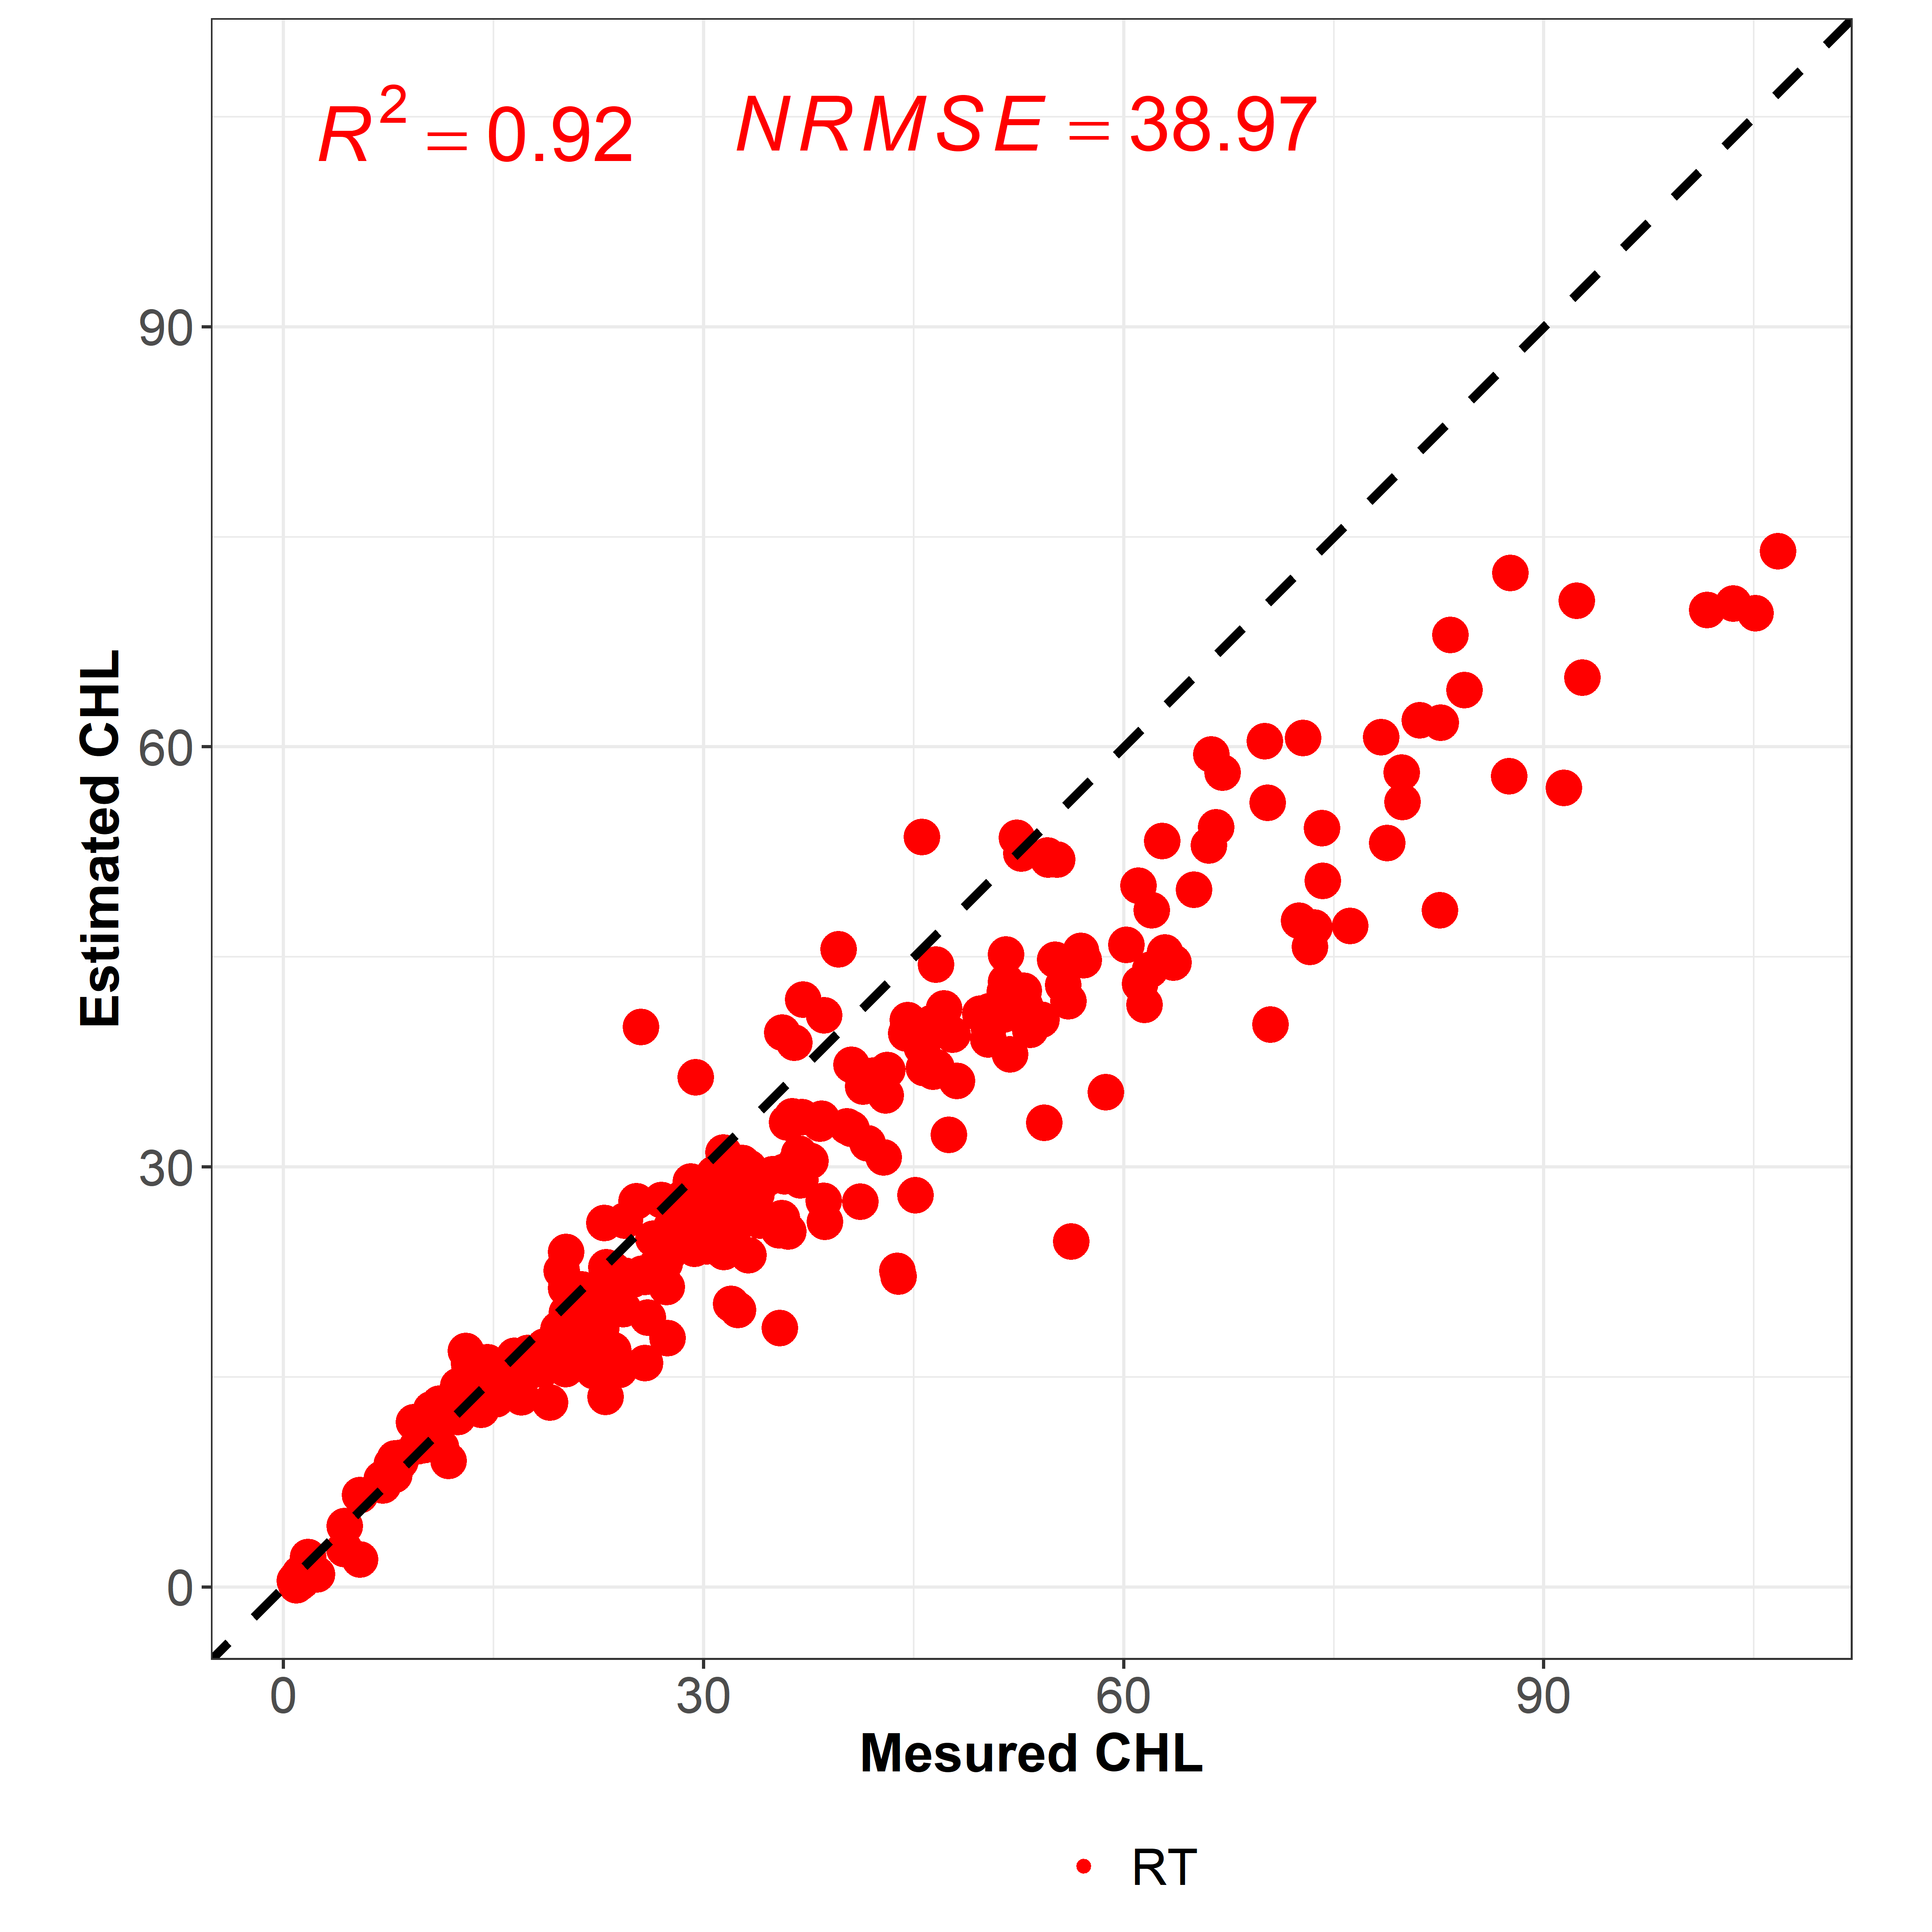 R² = 0.92
NRMSE = 38.97
90
60
30
0
Estimated CHL
0 30 60 90
Mesured CHL
RT